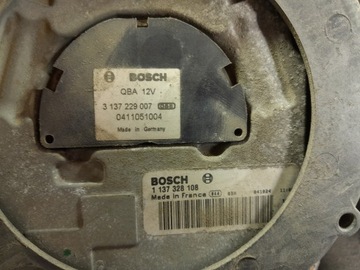 BOSCH
QBA 12V
3 137 229 007
0411051004
Made in Germany
BOSCH
1 137 328 108
Made in France